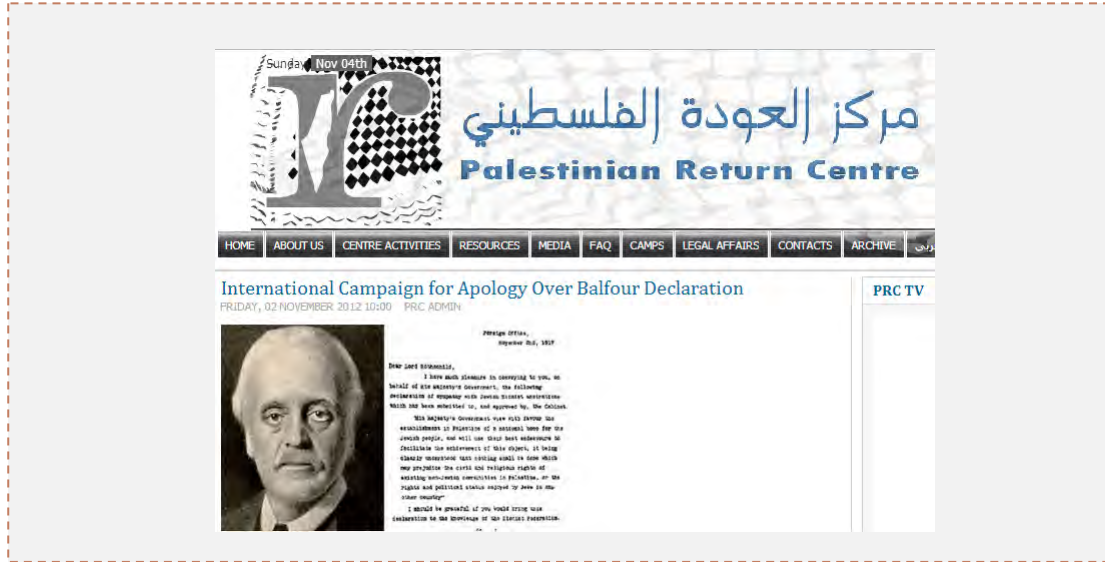 Sunday Nov 04th
مركز العودة الفلسطيني
Palestinian Return Centre
HOME ABOUT US CENTRE ACTIVITIES RESOURCES MEDIA FAQ CAMPS LEGAL AFFAIRS CONTACTS ARCHIVE
International Campaign for Apology Over Balfour Declaration
FRIDAY, 02 NOVEMBER 2012 10:00 PRC ADMIN
PRC TV
Foreign Office,
November 2nd, 1917
Dear Lord Rothschild,
I have much pleasure in conveying to you, on
behalf of His Majesty's Government, the following
declaration of sympathy with Jewish Zionist aspirations
which has been submitted to, and approved by, the Cabinet
His Majesty's Government view with favour the
establishment in Palestine of a national home for the
Jewish people, and will use their best endeavours to
facilitate the achievement of this object, it being
clearly understood that nothing shall be done which
may prejudice the civil and religious rights of
existing non-Jewish communities in Palestine, or the
rights and political status enjoyed by Jews in any
other country"
I should be grateful if you would bring this
declaration to the knowledge of the Zionist Federation.